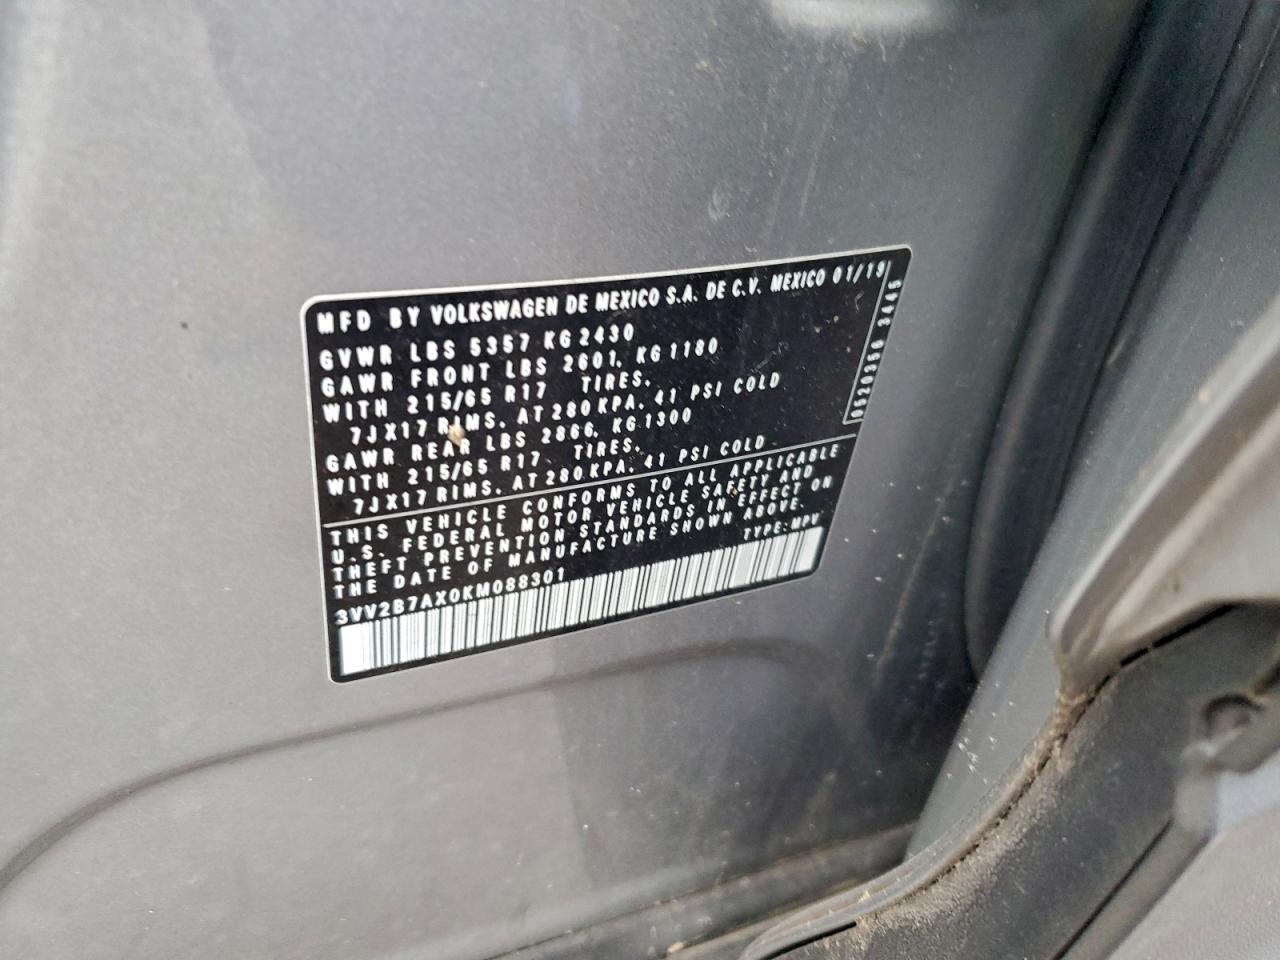 MFD BY VOLKSWAGEN DE MEXICO S.A. DE C.V. MEXICO 01/19
GVWR LBS 5357 KG 2430
GAWR FRONT LBS 2601, KG 1180
WITH 215/65 R17 TIRES,
7JX17 RIMS, AT 280 KPA, 41 PSI COLD
GAWR REAR LBS 2866, KG 1300
WITH 215/65 R17 TIRES,
7JX17 RIMS, AT 280 KPA, 41 PSI COLD
0520356 3445
THIS VEHICLE CONFORMS TO ALL APPLICABLE
U.S. FEDERAL MOTOR VEHICLE SAFETY AND
THEFT PREVENTION STANDARDS IN EFFECT ON
THE DATE OF MANUFACTURE SHOWN ABOVE.
3VV2B7AX0KM088301 TYPE: MPV